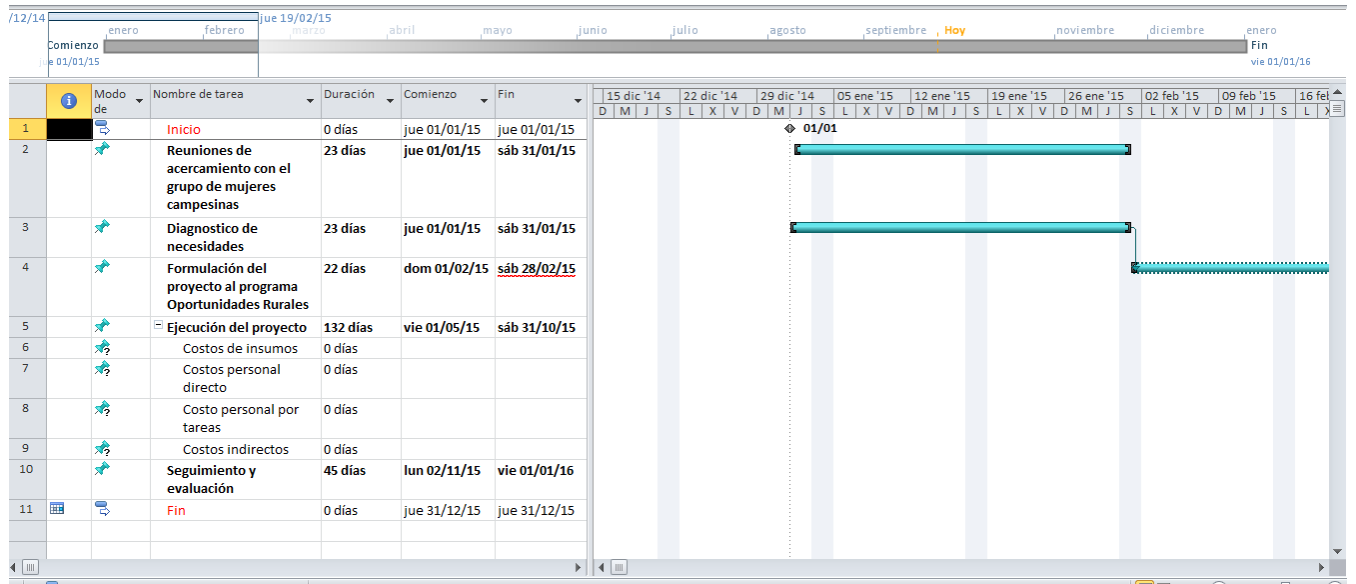 /12/14 jue 19/02/15
enero febrero marzo abril mayo junio julio agosto septiembre Hoy noviembre diciembre enero
Comienzo Fin
jue 01/01/15 vie 01/01/16
Modo de Nombre de tarea Duración Comienzo Fin
15 dic '14 22 dic '14 29 dic '14 05 ene '15 12 ene '15 19 ene '15 26 ene '15 02 feb '15 09 feb '15 16 feb
D M J S L X V D M J S L X V D M J S L X V D M J S L X V D M J S L X
1 Inicio 0 días jue 01/01/15 jue 01/01/15 01/01
2 Reuniones de 23 días jue 01/01/15 sáb 31/01/15
acercamiento con el
grupo de mujeres
campesinas
3 Diagnostico de 23 días jue 01/01/15 sáb 31/01/15
necesidades
4 Formulación del 22 días dom 01/02/15 sáb 28/02/15
proyecto al programa
Oportunidades Rurales
5 Ejecución del proyecto 132 días vie 01/05/15 sáb 31/10/15
6 Costos de insumos 0 días
7 Costos personal 0 días
directo
8 Costo personal por 0 días
tareas
9 Costos indirectos 0 días
10 Seguimiento y 45 días lun 02/11/15 vie 01/01/16
evaluación
11 Fin 0 días jue 31/12/15 jue 31/12/15